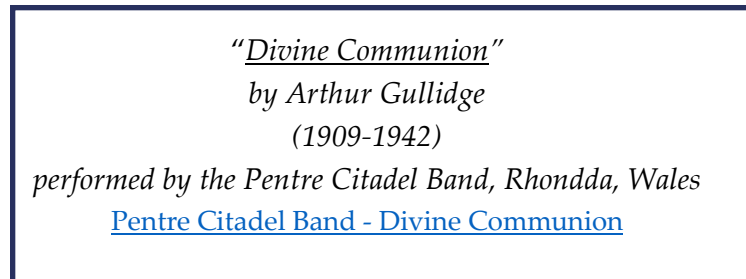 “Divine Communion”
by Arthur Gullidge
(1909-1942)
performed by the Pentre Citadel Band, Rhondda, Wales
Pentre Citadel Band - Divine Communion